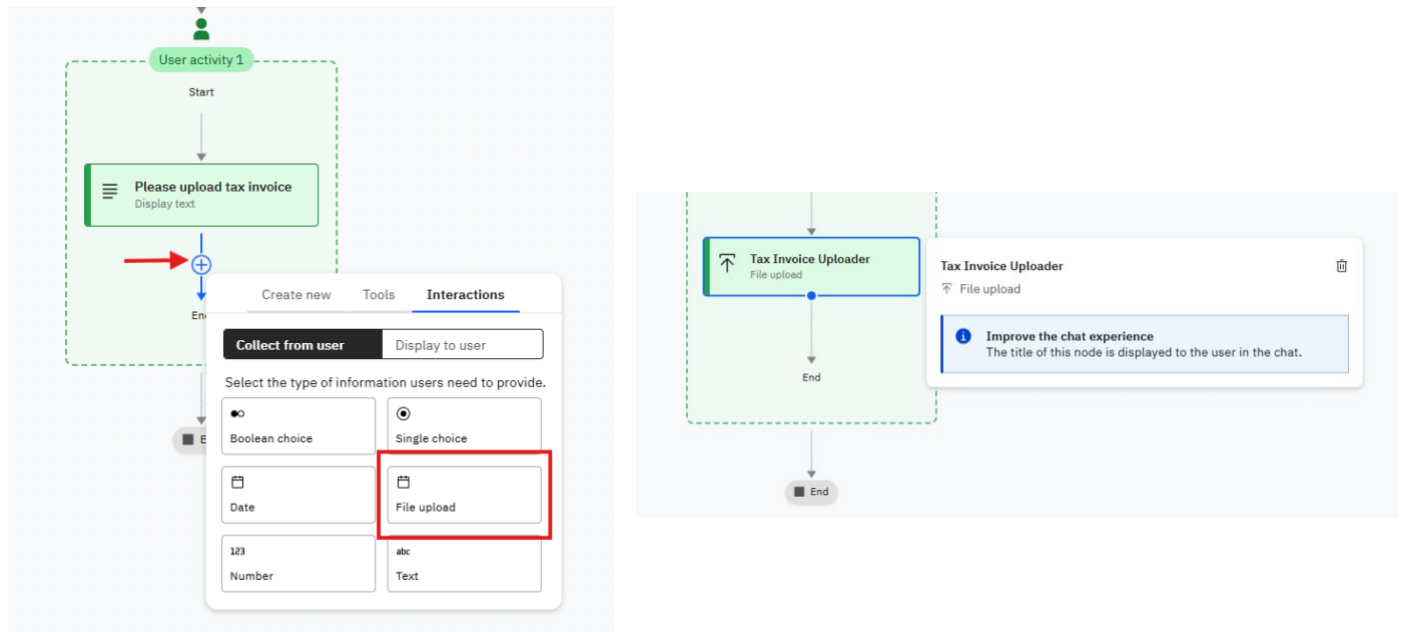 User activity 1
Start
Please upload tax invoice
Display text
Create new Tools Interactions
Collect from user Display to user
Select the type of information users need to provide.
Boolean choice Single choice
Date File upload
123 abc
Number Text
Tax Invoice Uploader
File upload
End
End
Tax Invoice Uploader
File upload
Improve the chat experience
The title of this node is displayed to the user in the chat.